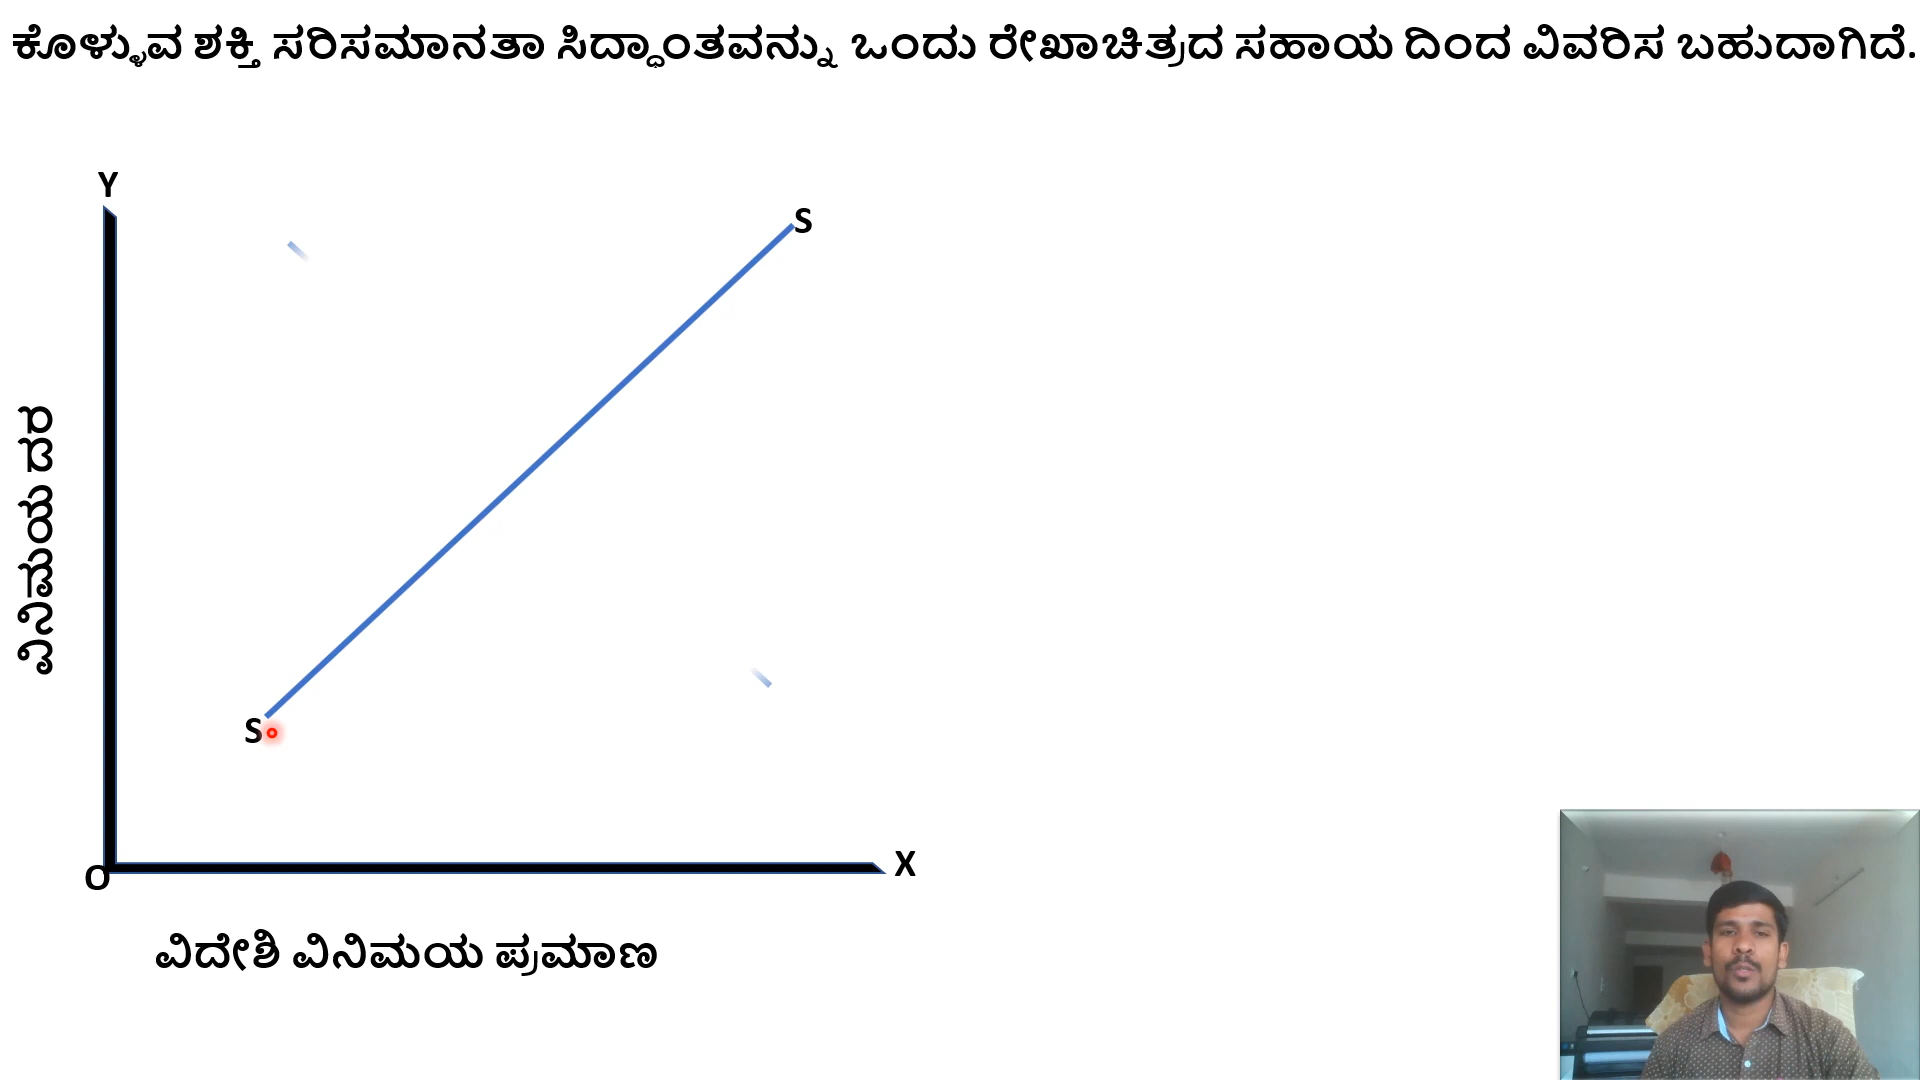 ಕೊಳ್ಳುವ ಶಕ್ತಿ ಸರಿಸಮಾನತಾ ಸಿದ್ಧಾಂತವನ್ನು ಒಂದು ರೇಖಾಚಿತ್ರದ ಸಹಾಯ ದಿಂದ ವಿವರಿಸ ಬಹುದಾಗಿದೆ.
Y
S
ವಿನಿಮಯ ದರ
S
O
X
ವಿದೇಶಿ ವಿನಿಮಯ ಪ್ರಮಾಣ